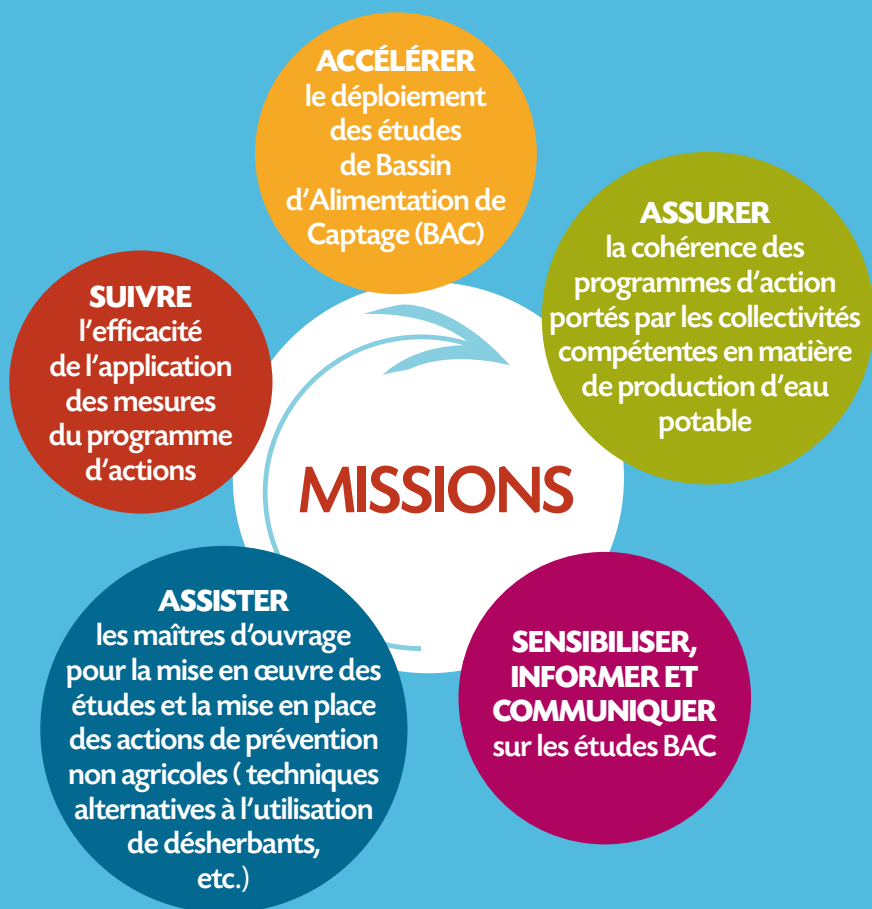 ACCÉLÉRER
le déploiement
des études
de Bassin
d'Alimentation de
Captage (BAC)
ASSURER
la cohérence des
programmes d'action
portés par les collectivités
compétentes en matière
de production d'eau
potable
SUIVRE
l'efficacité
de l'application
des mesures
du programme
d'actions
MISSIONS
ASSISTER
les maîtres d'ouvrage
pour la mise en œuvre des
études et la mise en place
des actions de prévention
non agricoles ( techniques
alternatives à l'utilisation
de désherbants,
etc.)
SENSIBILISER,
INFORMER ET
COMMUNIQUER
sur les études BAC